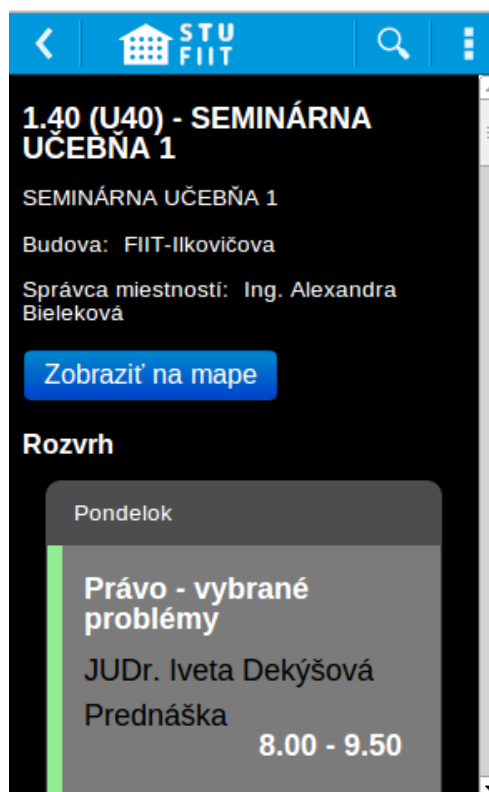 STU
FIIT
1.40 (U40) - SEMINÁRNA
UČEBŇA 1
SEMINÁRNA UČEBŇA 1
Budova: FIIT-Ilkovičova
Správca miestností: Ing. Alexandra
Bieleková
Zobraziť na mape
Rozvrh
Pondelok
Právo - vybrané
problémy
JUDr. Iveta Dekýšová
Prednáška
8.00 - 9.50